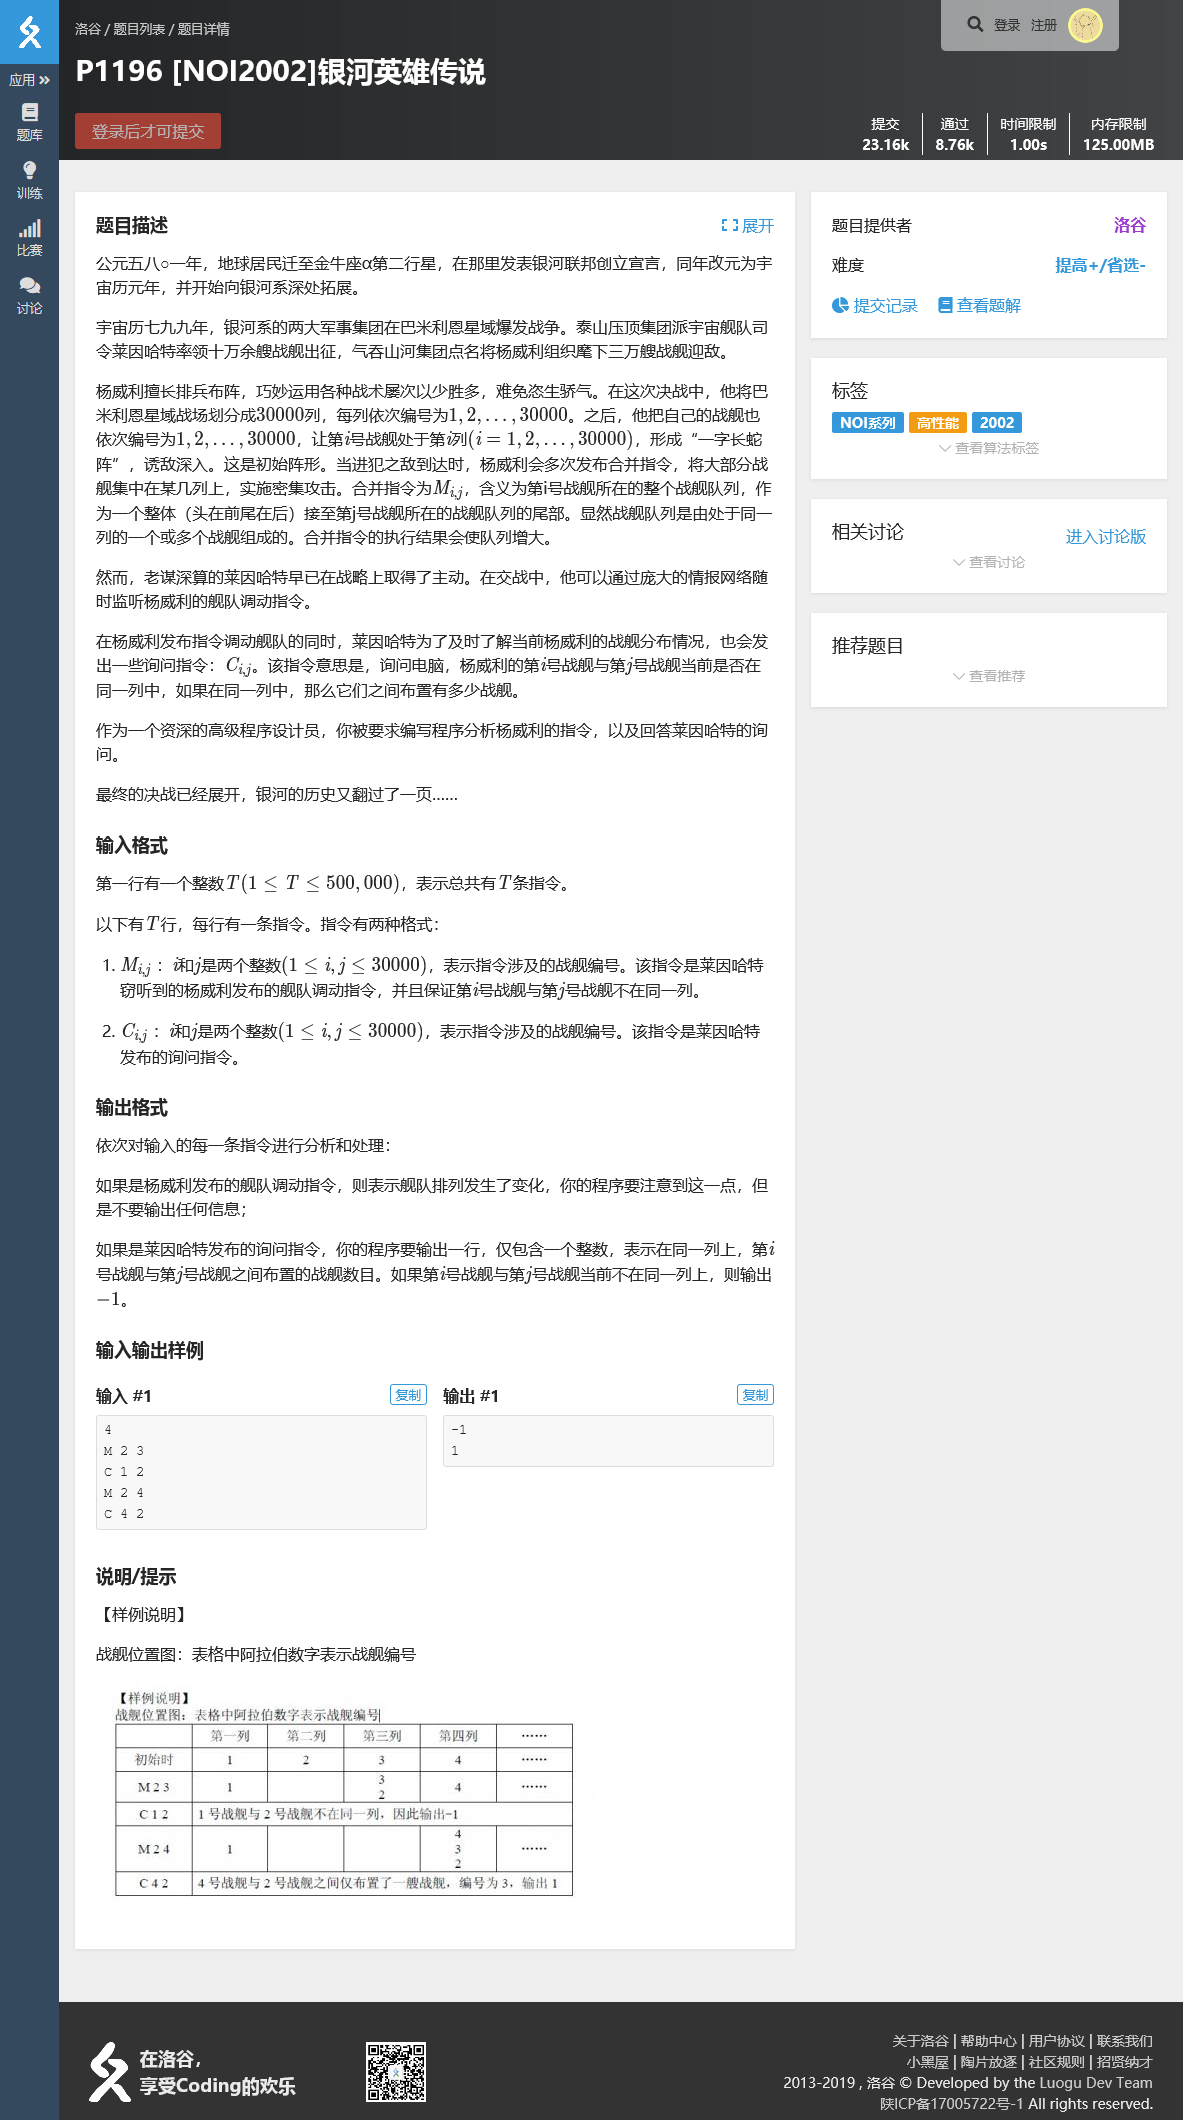 洛谷 / 题目列表 / 题目详情
登录 注册
P1196 [NOI2002]银河英雄传说
登录后才可提交
提交 通过 时间限制 内存限制
23.16k 8.76k 1.00s 125.00MB
应用
题库
训练
比赛
讨论
题目描述
展开
公元五八○一年，地球居民迁至金牛座α第二行星，在那里发表银河联邦创立宣言，同年改元为宇
宙历元年，并开始向银河系深处拓展。
宇宙历七九九年，银河系的两大军事集团在巴米利恩星域爆发战争。泰山压顶集团派宇宙舰队司
令莱因哈特率领十万余艘战舰出征，气吞山河集团点名将杨威利组织麾下三万艘战舰迎敌。
杨威利擅长排兵布阵，巧妙运用各种战术屡次以少胜多，难免恣生骄气。在这次决战中，他将巴
米利恩星域战场划分成30000列，每列依次编号为1, 2, …, 30000。之后，他把自己的战舰也
依次编号为1, 2, …, 30000，让第i号战舰处于第i列(i = 1, 2, …, 30000)，形成“一字长蛇
阵”，诱敌深入。这是初始阵形。当进犯之敌到达时，杨威利会多次发布合并指令，将大部分战
舰集中在某几列上，实施密集攻击。合并指令为M_{i,j}，含义为第i号战舰所在的整个战舰队列，作
为一个整体（头在前尾在后）接至第j号战舰所在的战舰队列的尾部。显然战舰队列是由处于同一
列的一个或多个战舰组成的。合并指令的执行结果会使队列增大。
然而，老谋深算的莱因哈特早已在战略上取得了主动。在交战中，他可以通过庞大的情报网络随
时监听杨威利的舰队调动指令。
在杨威利发布指令调动舰队的同时，莱因哈特为了及时了解当前杨威利的战舰分布情况，也会发
出一些询问指令：C_{i,j}。该指令意思是，询问电脑，杨威利的第i号战舰与第j号战舰当前是否在
同一列中，如果在同一列中，那么它们之间布置有多少战舰。
作为一个资深的高级程序设计员，你被要求编写程序分析杨威利的指令，以及回答莱因哈特的询
问。
最终的决战已经展开，银河的历史又翻过了一页……
输入格式
第一行有一个整数T(1 ≤ T ≤ 500, 000)，表示总共有T条指令。
以下有T行，每行有一条指令。指令有两种格式：
1. M_{i,j}：i和j是两个整数(1 ≤ i, j ≤ 30000)，表示指令涉及的战舰编号。该指令是莱因哈特
窃听到的杨威利发布的舰队调动指令，并且保证第i号战舰与第j号战舰不在同一列。
2. C_{i,j}：i和j是两个整数(1 ≤ i, j ≤ 30000)，表示指令涉及的战舰编号。该指令是莱因哈特
发布的询问指令。
输出格式
依次对输入的每一条指令进行分析和处理：
如果是杨威利发布的舰队调动指令，则表示舰队排列发生了变化，你的程序要注意到这一点，但
是不要输出任何信息；
如果是莱因哈特发布的询问指令，你的程序要输出一行，仅包含一个整数，表示在同一列上，第i
号战舰与第j号战舰之间布置的战舰数目。如果第i号战舰与第j号战舰当前不在同一列上，则输出
−1。
输入输出样例
输入 #1 复制
4
M 2 3
C 1 2
M 2 4
C 4 2
输出 #1 复制
-1
1
说明/提示
【样例说明】
战舰位置图：表格中阿拉伯数字表示战舰编号
【样例说明】
战舰位置图：表格中阿拉伯数字表示战舰编号
第一列 第二列 第三列 第四列 ……
初始时 1 2 3 4 ……
M 2 3 1 3 2 4 ……
C 1 2 1 号战舰与 2 号战舰不在同一列，因此输出-1
M 2 4 1 4 3 2 ……
C 4 2 4 号战舰与 2 号战舰之间仅布置了一艘战舰，编号为 3，输出 1
题目提供者 洛谷
难度 提高+/省选-
提交记录 查看题解
标签
NOI系列 高性能 2002
查看算法标签
相关讨论 进入讨论版
查看讨论
推荐题目
查看推荐
在洛谷，
享受Coding的欢乐
关于洛谷 | 帮助中心 | 用户协议 | 联系我们
小黑屋 | 陶片放逐 | 社区规则 | 招贤纳才
2013-2019 , 洛谷 © Developed by the Luogu Dev Team
陕ICP备17005722号-1 All rights reserved.